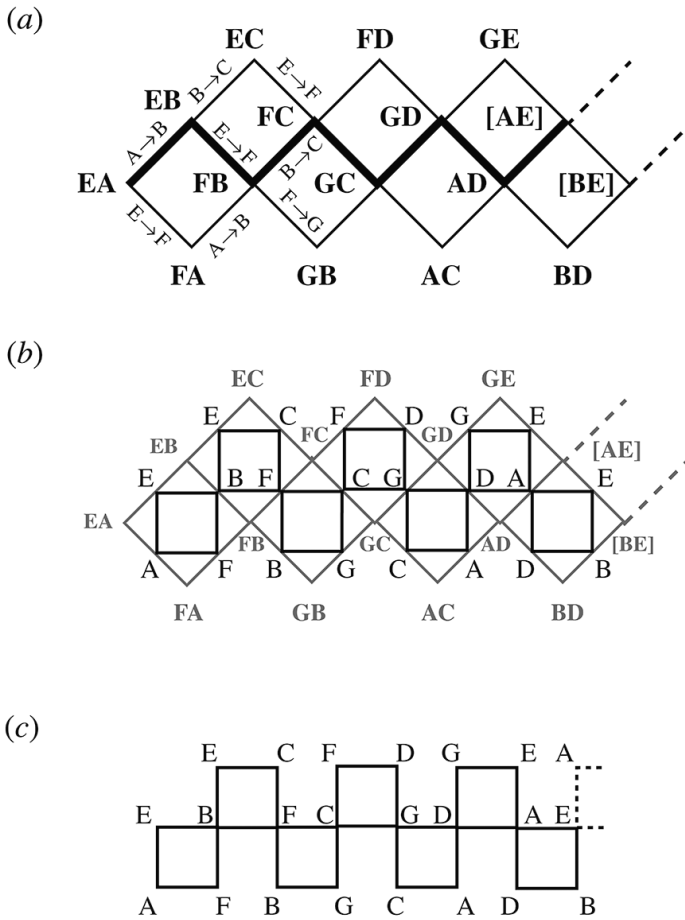 (a)
EC FD GE
B→C E→F
EB FC GD [AE]
A→B E→F B→C
EA FB GC AD [BE]
E→F A→B F→G
FA GB AC BD
(b)
EC FD GE
E C F D G E
EB FC GD [AE]
E B F C G D A E
EA FB GC AD [BE]
A F B G C A D B
FA GB AC BD
(c)
E C F D G E A
E B F C G D A E
A F B G C A D B